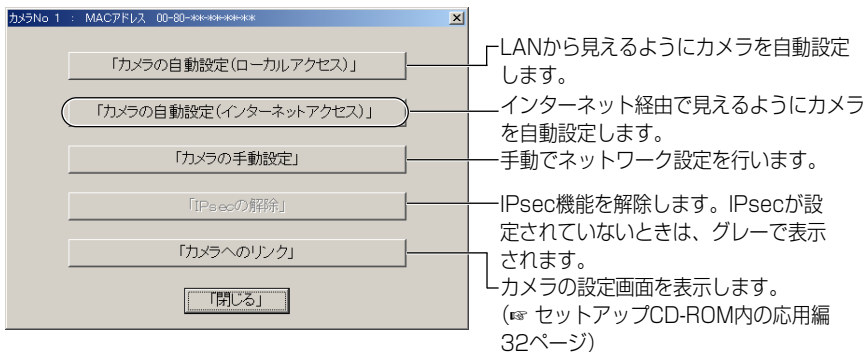 カメラNo 1 : MACアドレス 00-80-**-**-**-**
「カメラの自動設定(ローカルアクセス)」
「カメラの自動設定(インターネットアクセス)」
「カメラの手動設定」
「IPsecの解除」
「カメラへのリンク」
「閉じる」
LANから見えるようにカメラを自動設定
します。
インターネット経由で見えるようにカメラ
を自動設定します。
手動でネットワーク設定を行います。
IPsec機能を解除します。IPsecが設
定されていないときは、グレーで表示
されます。
カメラの設定画面を表示します。
(☞ セットアップCD-ROM内の応用編
32ページ)